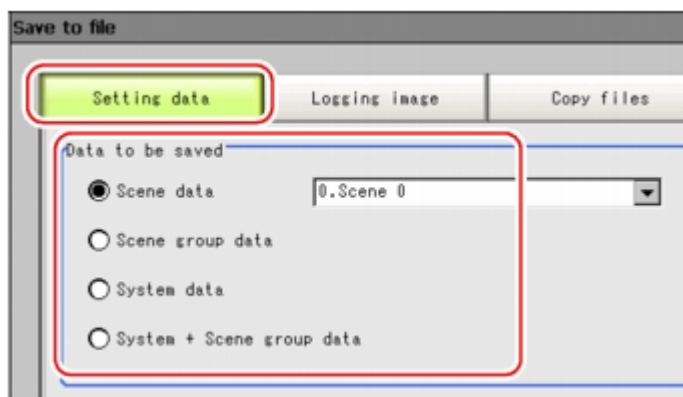 Save to file
Setting data Logging image Copy files
Data to be saved
Scene data 0.Scene 0
Scene group data
System data
System + Scene group data